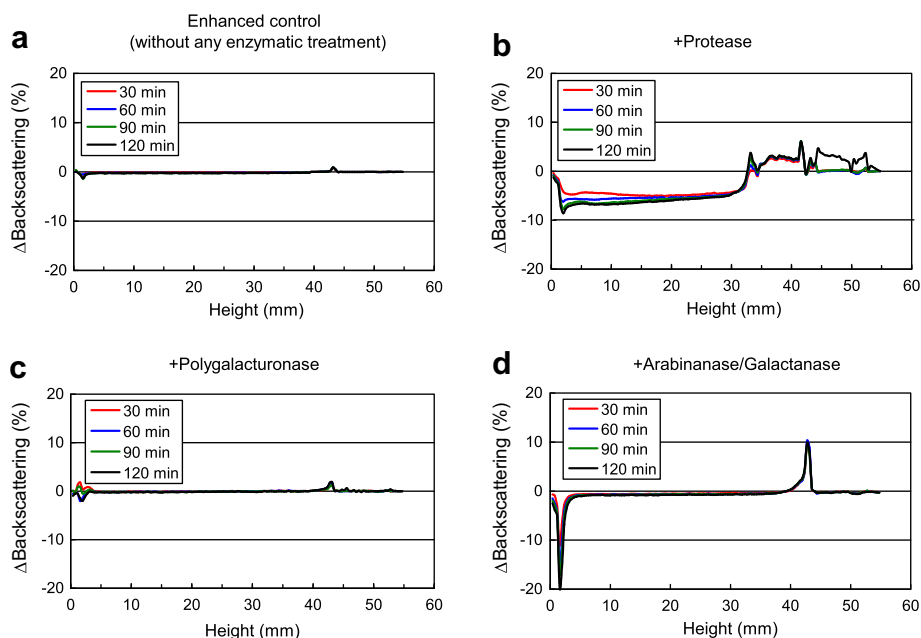 a
Enhanced control
(without any enzymatic treatment)
ΔBackscattering (%)
20
10
0
-10
-20
30 min
60 min
90 min
120 min
0 10 20 30 40 50 60
Height (mm)
b
+Protease
ΔBackscattering (%)
20
10
0
-10
-20
30 min
60 min
90 min
120 min
0 10 20 30 40 50 60
Height (mm)
c
+Polygalacturonase
ΔBackscattering (%)
20
10
0
-10
-20
30 min
60 min
90 min
120 min
0 10 20 30 40 50 60
Height (mm)
d
+Arabinanase/Galactanase
ΔBackscattering (%)
20
10
0
-10
-20
30 min
60 min
90 min
120 min
0 10 20 30 40 50 60
Height (mm)